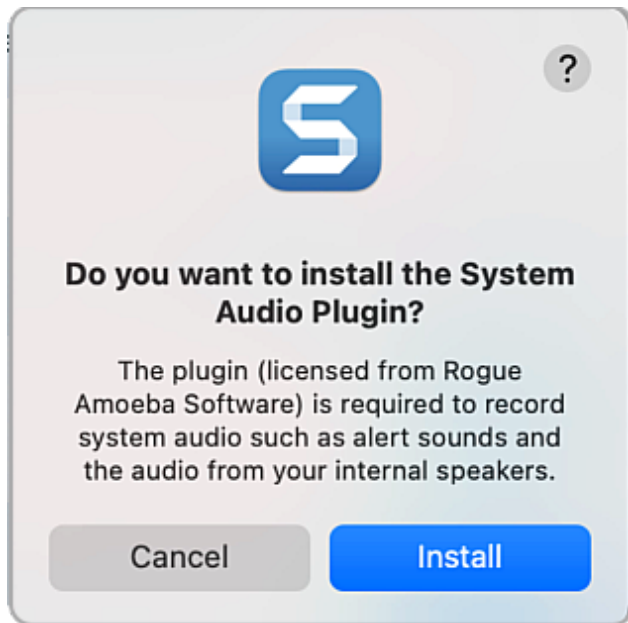 ?
Do you want to install the System
Audio Plugin?
The plugin (licensed from Rogue
Amoeba Software) is required to record
system audio such as alert sounds and
the audio from your internal speakers.
Cancel Install